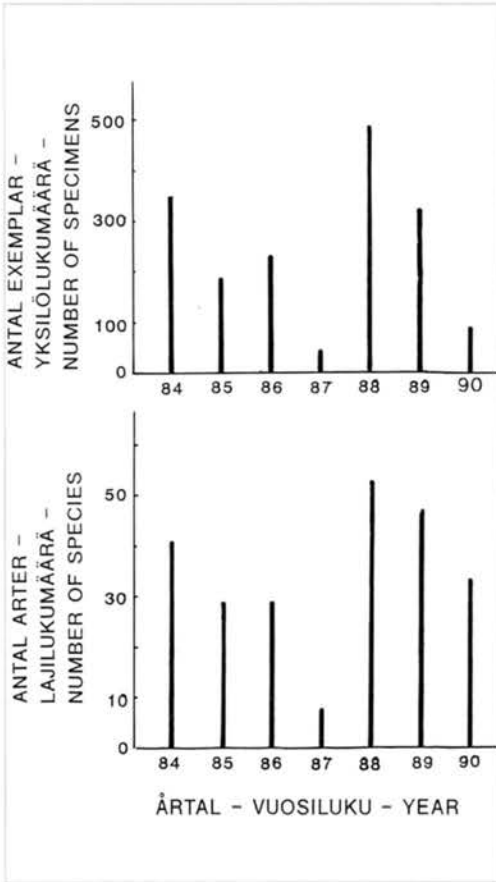 ANTAL EXEMPLAR –
YKSILÖLUKUMÄÄRÄ –
NUMBER OF SPECIMENS
500
300
100
0
84 85 86 87 88 89 90
ANTAL ARTER –
LAJILUKUMÄÄRÄ –
NUMBER OF SPECIES
50
30
10
0
84 85 86 87 88 89 90
ÅRTAL – VUOSILUKU – YEAR